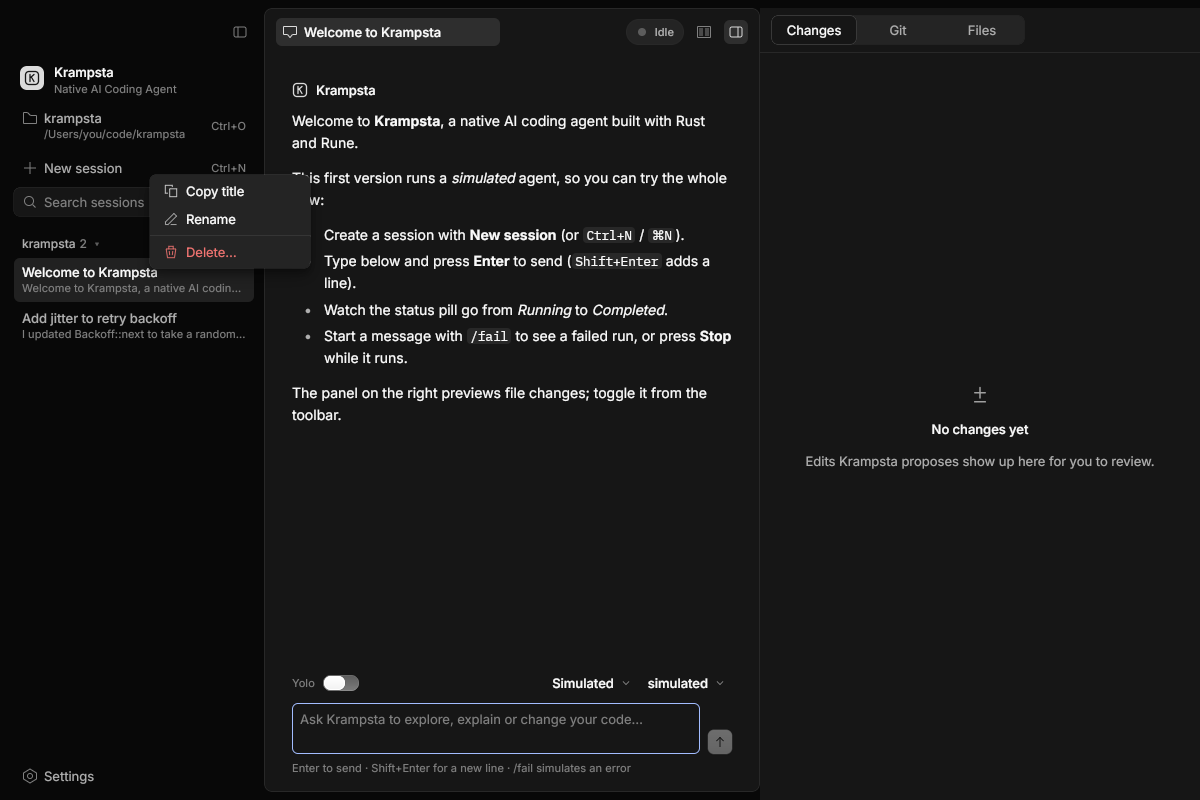 Krampsta
Native AI Coding Agent
krampsta
/Users/you/code/krampsta
Ctrl+O
New session
Ctrl+N
Search sessions
krampsta 2
Welcome to Krampsta
Welcome to Krampsta, a native AI codin...
Add jitter to retry backoff
I updated Backoff::next to take a random...
Settings
Copy title
Rename
Delete...
Welcome to Krampsta
Idle
Krampsta
Welcome to Krampsta, a native AI coding agent built with Rust
and Rune.
This first version runs a simulated agent, so you can try the whole
Create a session with New session (or Ctrl+N / ⌘N).
Type below and press Enter to send (Shift+Enter adds a
line).
• Watch the status pill go from Running to Completed.
• Start a message with /fail to see a failed run, or press Stop
while it runs.
The panel on the right previews file changes; toggle it from the
toolbar.
Yolo
Simulated
simulated
Ask Krampsta to explore, explain or change your code...
Enter to send · Shift+Enter for a new line · /fail simulates an error
Changes
Git
Files
No changes yet
Edits Krampsta proposes show up here for you to review.